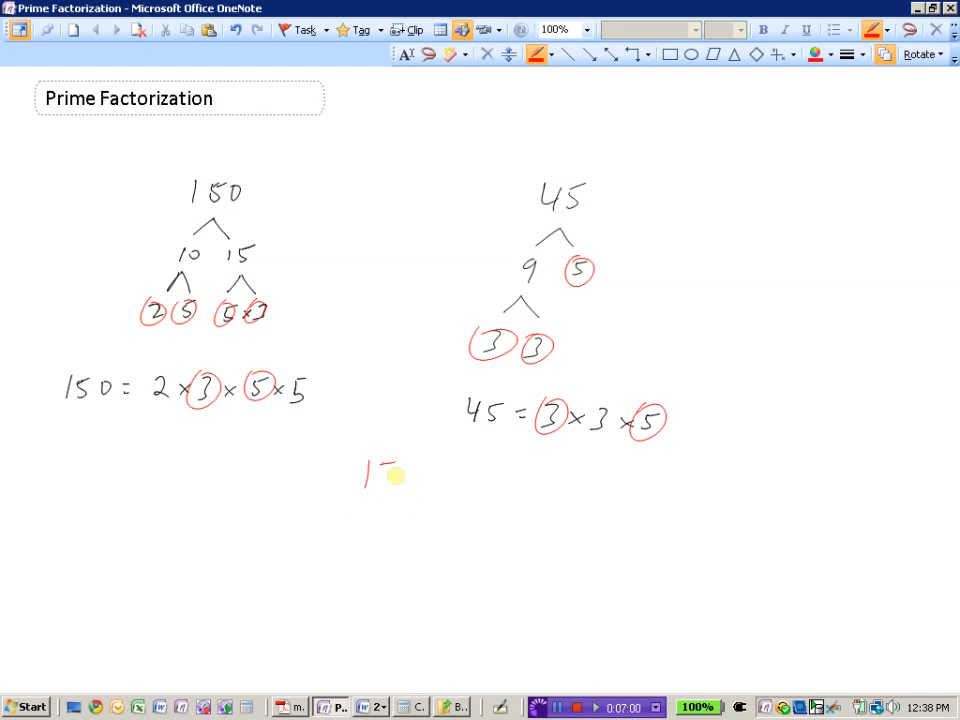 Prime Factorization - Microsoft Office OneNote
Task Tag Clip 100% B I U
A Rotate
Prime Factorization
150 45
10 15 9 5
2 5 5 × 3 3 3
150 = 2 × 3 × 5 × 5
45 = 3 × 3 × 5
1
Start m. P.. 2 C. B.. 0:07:00 100% 12:38 PM